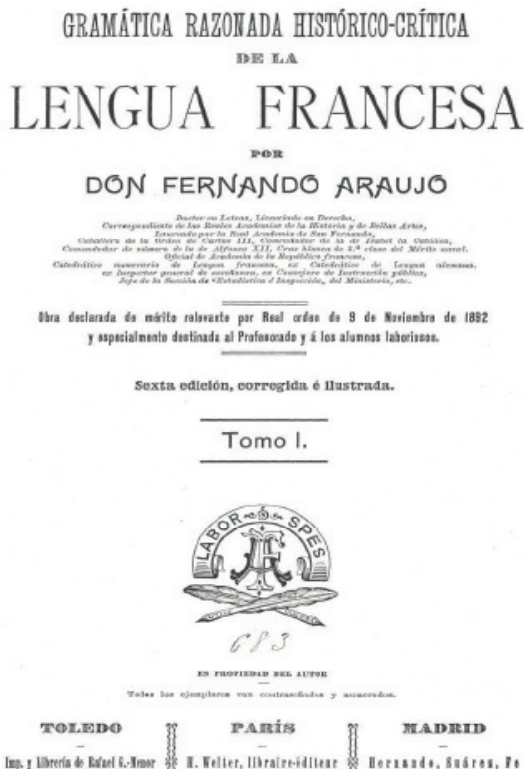 GRAMÁTICA RAZONADA HISTÓRICO-CRÍTICA
DE LA
LENGUA FRANCESA
POR
DON FERNANDO ARAUJO
Doctor en Letras, Licenciado en Derecho,
Correspondiente de las Reales Academias de la Historia y de Bellas Artes,
Laureado por la Real Academia de San Fernando,
Caballero de la Orden de Carlos III, Comendador de la de Isabel la Católica,
Comendador de número de la de Alfonso XII, Cruz blanca de 2.ª clase del Mérito naval.
Oficial de Academia de la República francesa,
Catedrático numerario de Lengua francesa, ex Catedrático de Lengua alemana,
ex Inspector general de enseñanza, ex Consejero de Instrucción pública,
Jefe de la Sección de «Estadística é Inspección, del Ministerio, etc.
Obra declarada de mérito relevante por Real orden de 9 de Noviembre de 1892
y especialmente destinada al Profesorado y á los alumnos laboriosos.
Sexta edición, corregida é ilustrada.
Tomo I.
LABOR SPES
683
ES PROPIEDAD DEL AUTOR
Todos los ejemplares van contraseñados y numerados.
TOLEDO PARÍS MADRID
Imp. y librería de Rafael G.-Menor H. Welter, libraire-éditeur Hernando, Suárez, Fe